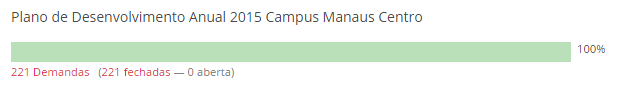 Plano de Desenvolvimento Anual 2015 Campus Manaus Centro
100%
221 Demandas (221 fechadas — 0 aberta)